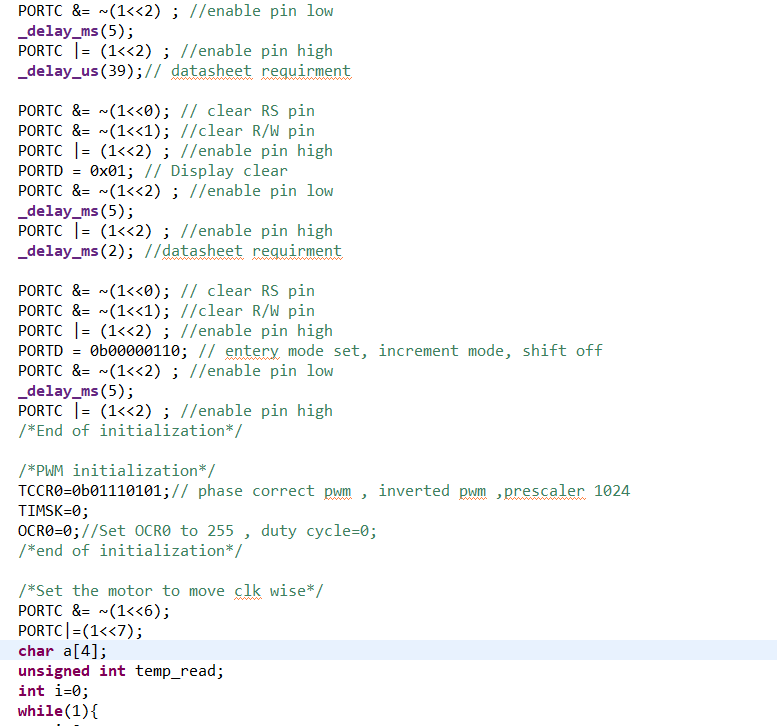 PORTC &= ~(1<<2) ; //enable pin low
_delay_ms(5);
PORTC |= (1<<2) ; //enable pin high
_delay_us(39);// datasheet requirment
PORTC &= ~(1<<0); // clear RS pin
PORTC &= ~(1<<1); //clear R/W pin
PORTC |= (1<<2) ; //enable pin high
PORTD = 0x01; // Display clear
PORTC &= ~(1<<2) ; //enable pin low
_delay_ms(5);
PORTC |= (1<<2) ; //enable pin high
_delay_ms(2); //datasheet requirment
PORTC &= ~(1<<0); // clear RS pin
PORTC &= ~(1<<1); //clear R/W pin
PORTC |= (1<<2) ; //enable pin high
PORTD = 0b00000110; // entery mode set, increment mode, shift off
PORTC &= ~(1<<2) ; //enable pin low
_delay_ms(5);
PORTC |= (1<<2) ; //enable pin high
/*End of initialization*/
/*PWM initialization*/
TCCR0=0b01110101;// phase correct pwm , inverted pwm ,prescaler 1024
TIMSK=0;
OCR0=0;//Set OCR0 to 255 , duty cycle=0;
/*end of initialization*/
/*Set the motor to move clk wise*/
PORTC &= ~(1<<6);
PORTC|=(1<<7);
char a[4];
unsigned int temp_read;
int i=0;
while(1){